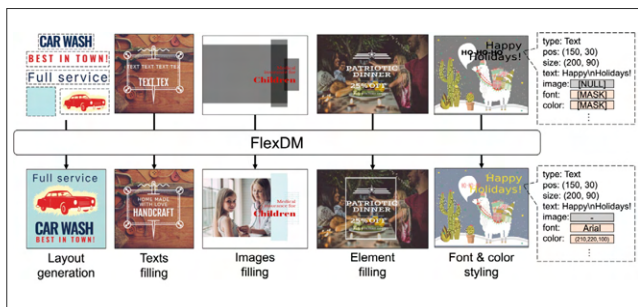 CAR WASH
BEST IN TOWN!
Full service
TEXT TEXT TEXT TEX
TEXT TEX
Children
PATRIOTIC
DINNER
25% OFF
HO-HO-HO
Happy
Holidays!
type: Text
pos: (150, 30)
size: (200, 90)
text: Happy\nHolidays!
image: [NULL]
font: [MASK]
color: [MASK]
⋮
FlexDM
Full service
CAR WASH
BEST IN TOWN!
HOME MADE
WITH LOVE
HANDCRAFT
Children
PATRIOTIC
DINNER
Happy
Holidays!
type: Text
pos: (150, 30)
size: (200, 90)
text: Happy\nHolidays!
image: -
font: Arial
color: (210,220,100)
⋮
Layout
generation
Texts
filling
Images
filling
Element
filling
Font & color
styling